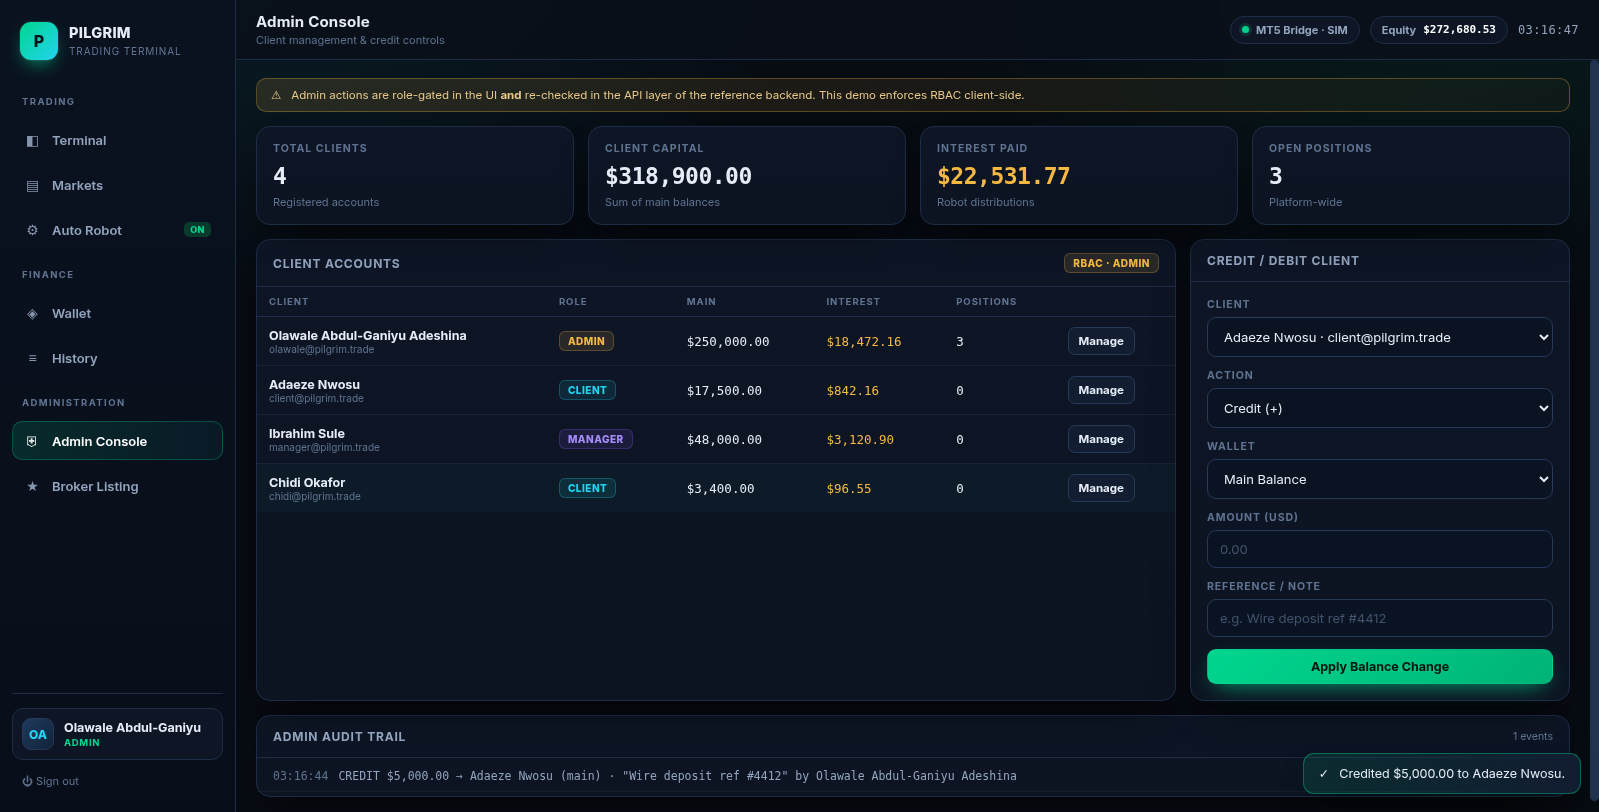 P
PILGRIM
TRADING TERMINAL
TRADING
Terminal
Markets
Auto Robot
ON
FINANCE
Wallet
History
ADMINISTRATION
Admin Console
Broker Listing
OA
Olawale Abdul-Ganiyu
ADMIN
Sign out
Admin Console
Client management & credit controls
MT5 Bridge · SIM
Equity $272,680.53
03:16:47
⚠ Admin actions are role-gated in the UI and re-checked in the API layer of the reference backend. This demo enforces RBAC client-side.
TOTAL CLIENTS
4
Registered accounts
CLIENT CAPITAL
$318,900.00
Sum of main balances
INTEREST PAID
$22,531.77
Robot distributions
OPEN POSITIONS
3
Platform-wide
CLIENT ACCOUNTS
RBAC · ADMIN
CLIENT ROLE MAIN INTEREST POSITIONS
Olawale Abdul-Ganiyu Adeshina
olawale@pilgrim.trade
ADMIN $250,000.00 $18,472.16 3 Manage
Adaeze Nwosu
client@pilgrim.trade
CLIENT $17,500.00 $842.16 0 Manage
Ibrahim Sule
manager@pilgrim.trade
MANAGER $48,000.00 $3,120.90 0 Manage
Chidi Okafor
chidi@pilgrim.trade
CLIENT $3,400.00 $96.55 0 Manage
CREDIT / DEBIT CLIENT
CLIENT
Adaeze Nwosu · client@pilgrim.trade
ACTION
Credit (+)
WALLET
Main Balance
AMOUNT (USD)
0.00
REFERENCE / NOTE
e.g. Wire deposit ref #4412
Apply Balance Change
ADMIN AUDIT TRAIL
1 events
03:16:44 CREDIT $5,000.00 → Adaeze Nwosu (main) · "Wire deposit ref #4412" by Olawale Abdul-Ganiyu Adeshina
✓ Credited $5,000.00 to Adaeze Nwosu.